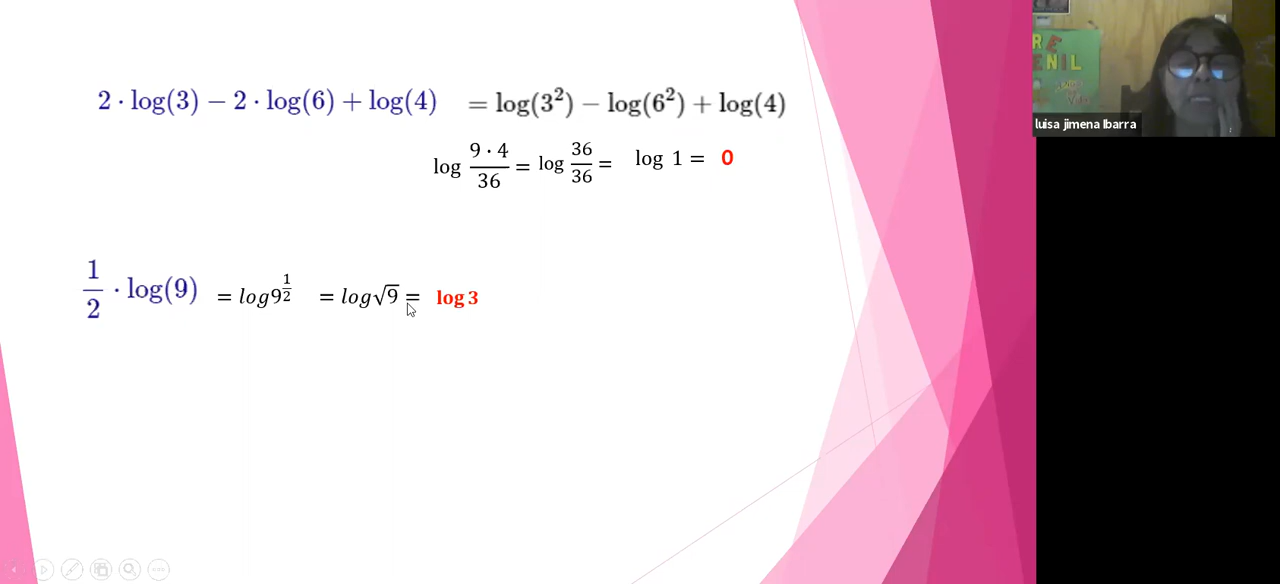 2 · log(3) − 2 · log(6) + log(4) = log(3²) − log(6²) + log(4)
log 9 · 4/36 = log 36/36 = log 1 = 0
1/2 · log(9) = log9^1/2 = log√9 = log 3
RE
ENIL
luisa jimena Ibarra